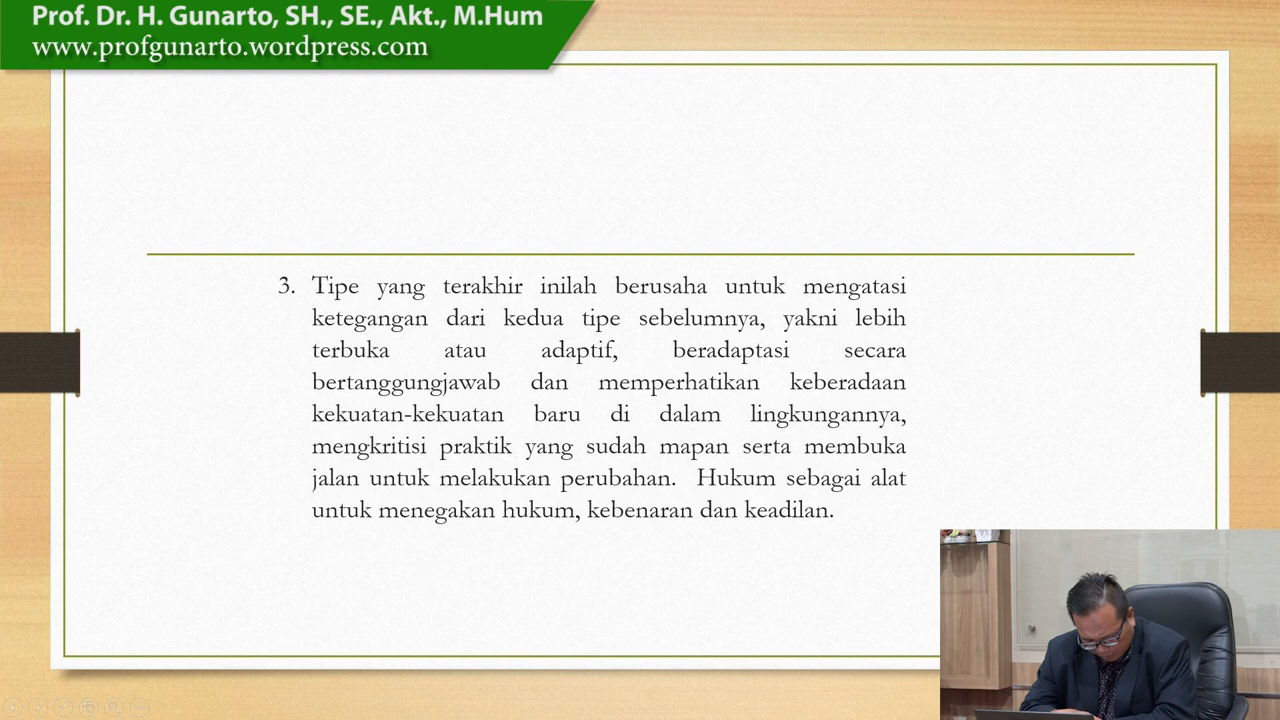 Prof. Dr. H. Gunarto, SH., SE., Akt., M.Hum
www.profgunarto.wordpress.com
3. Tipe yang terakhir inilah berusaha untuk mengatasi
ketegangan dari kedua tipe sebelumnya, yakni lebih
terbuka atau adaptif, beradaptasi secara
bertanggungjawab dan memperhatikan keberadaan
kekuatan-kekuatan baru di dalam lingkungannya,
mengkritisi praktik yang sudah mapan serta membuka
jalan untuk melakukan perubahan. Hukum sebagai alat
untuk menegakan hukum, kebenaran dan keadilan.